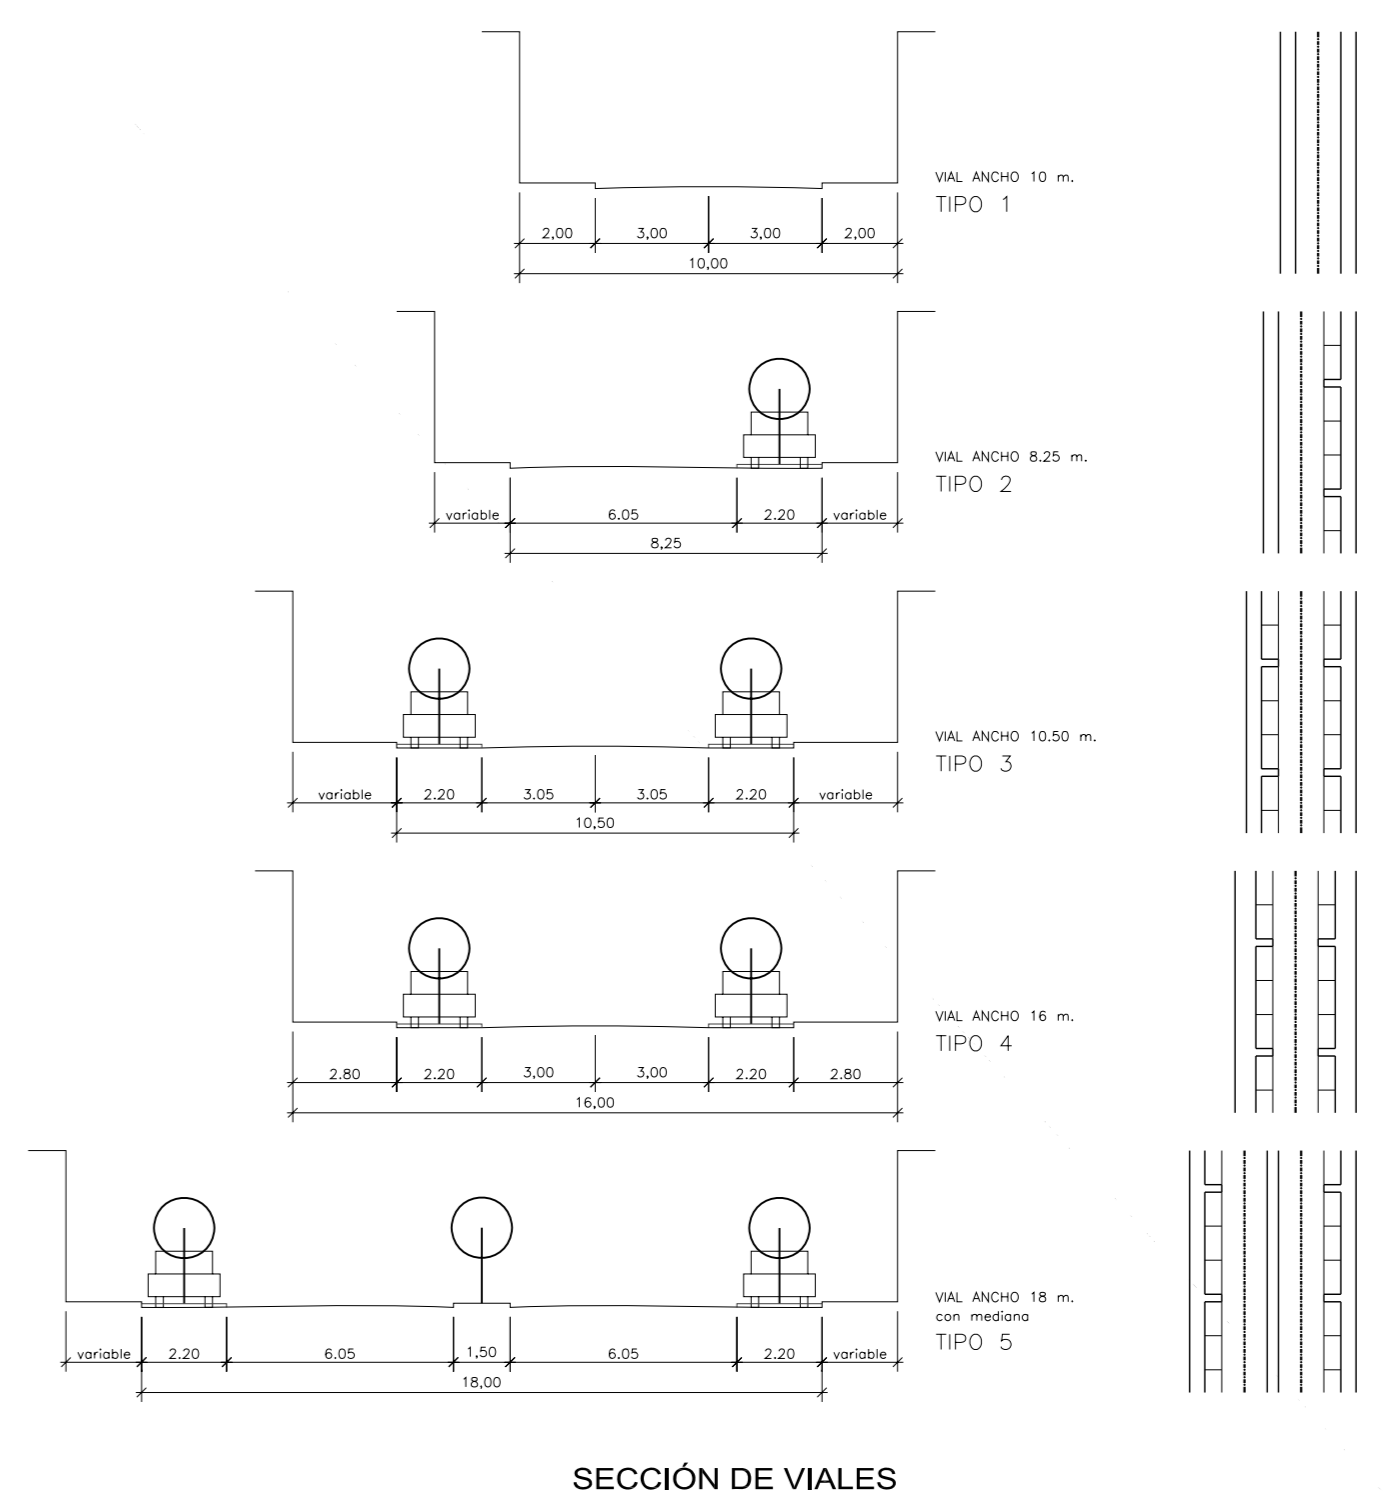 VIAL ANCHO 10 m.
TIPO 1
2,00 3,00 3,00 2,00
10,00
VIAL ANCHO 8.25 m.
TIPO 2
variable 6.05 2.20 variable
8,25
VIAL ANCHO 10.50 m.
TIPO 3
variable 2.20 3.05 3.05 2.20 variable
10,50
VIAL ANCHO 16 m.
TIPO 4
2.80 2.20 3,00 3,00 2.20 2.80
16,00
VIAL ANCHO 18 m.
con mediana
TIPO 5
variable 2.20 6.05 1,50 6.05 2.20 variable
18,00
SECCIÓN DE VIALES